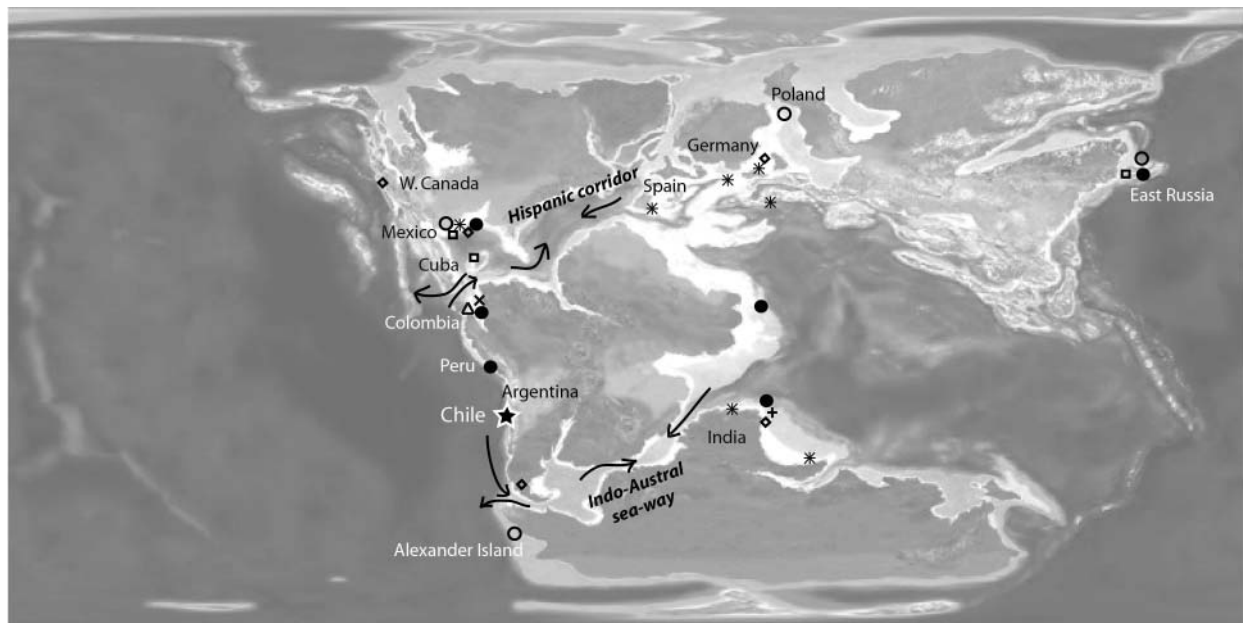 Poland
Germany
W. Canada
Hispanic corridor
Spain
East Russia
Mexico
Cuba
Colombia
Peru
Argentina
Chile
India
Indo-Austral
sea-way
Alexander Island